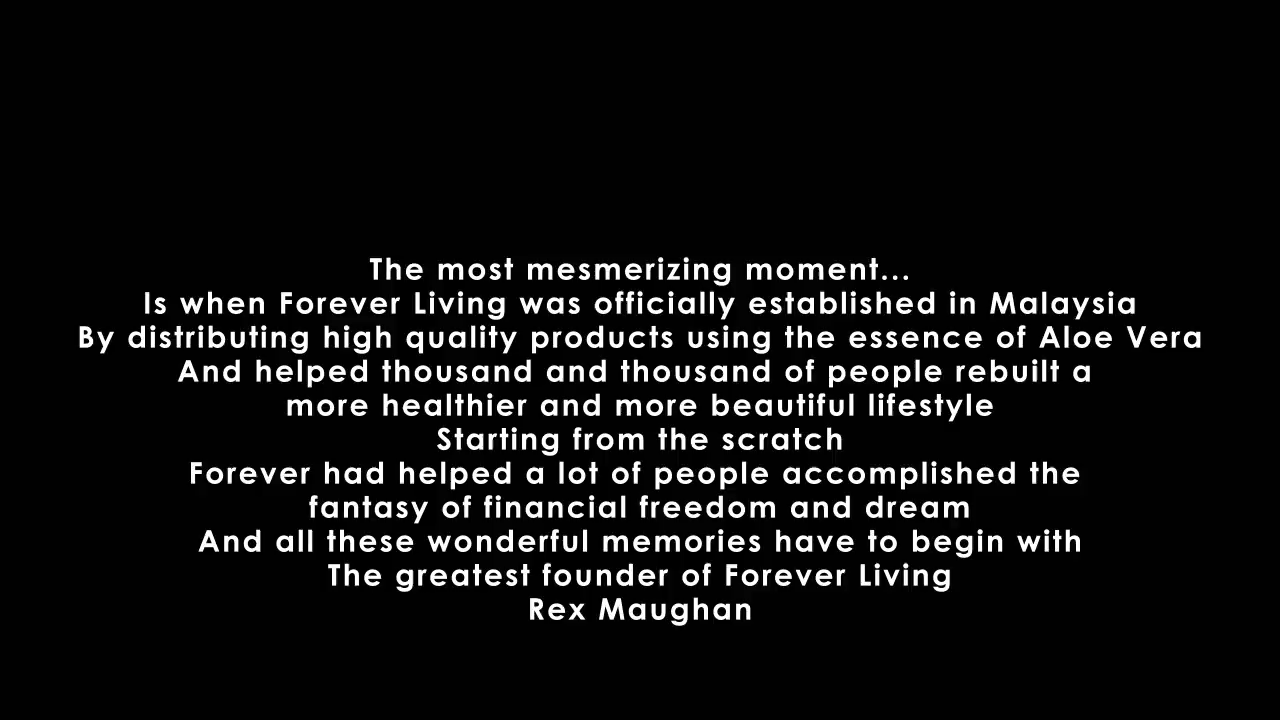 The most mesmerizing moment...
Is when Forever Living was officially established in Malaysia
By distributing high quality products using the essence of Aloe Vera
And helped thousand and thousand of people rebuilt a
more healthier and more beautiful lifestyle
Starting from the scratch
Forever had helped a lot of people accomplished the
fantasy of financial freedom and dream
And all these wonderful memories have to begin with
The greatest founder of Forever Living
Rex Maughan